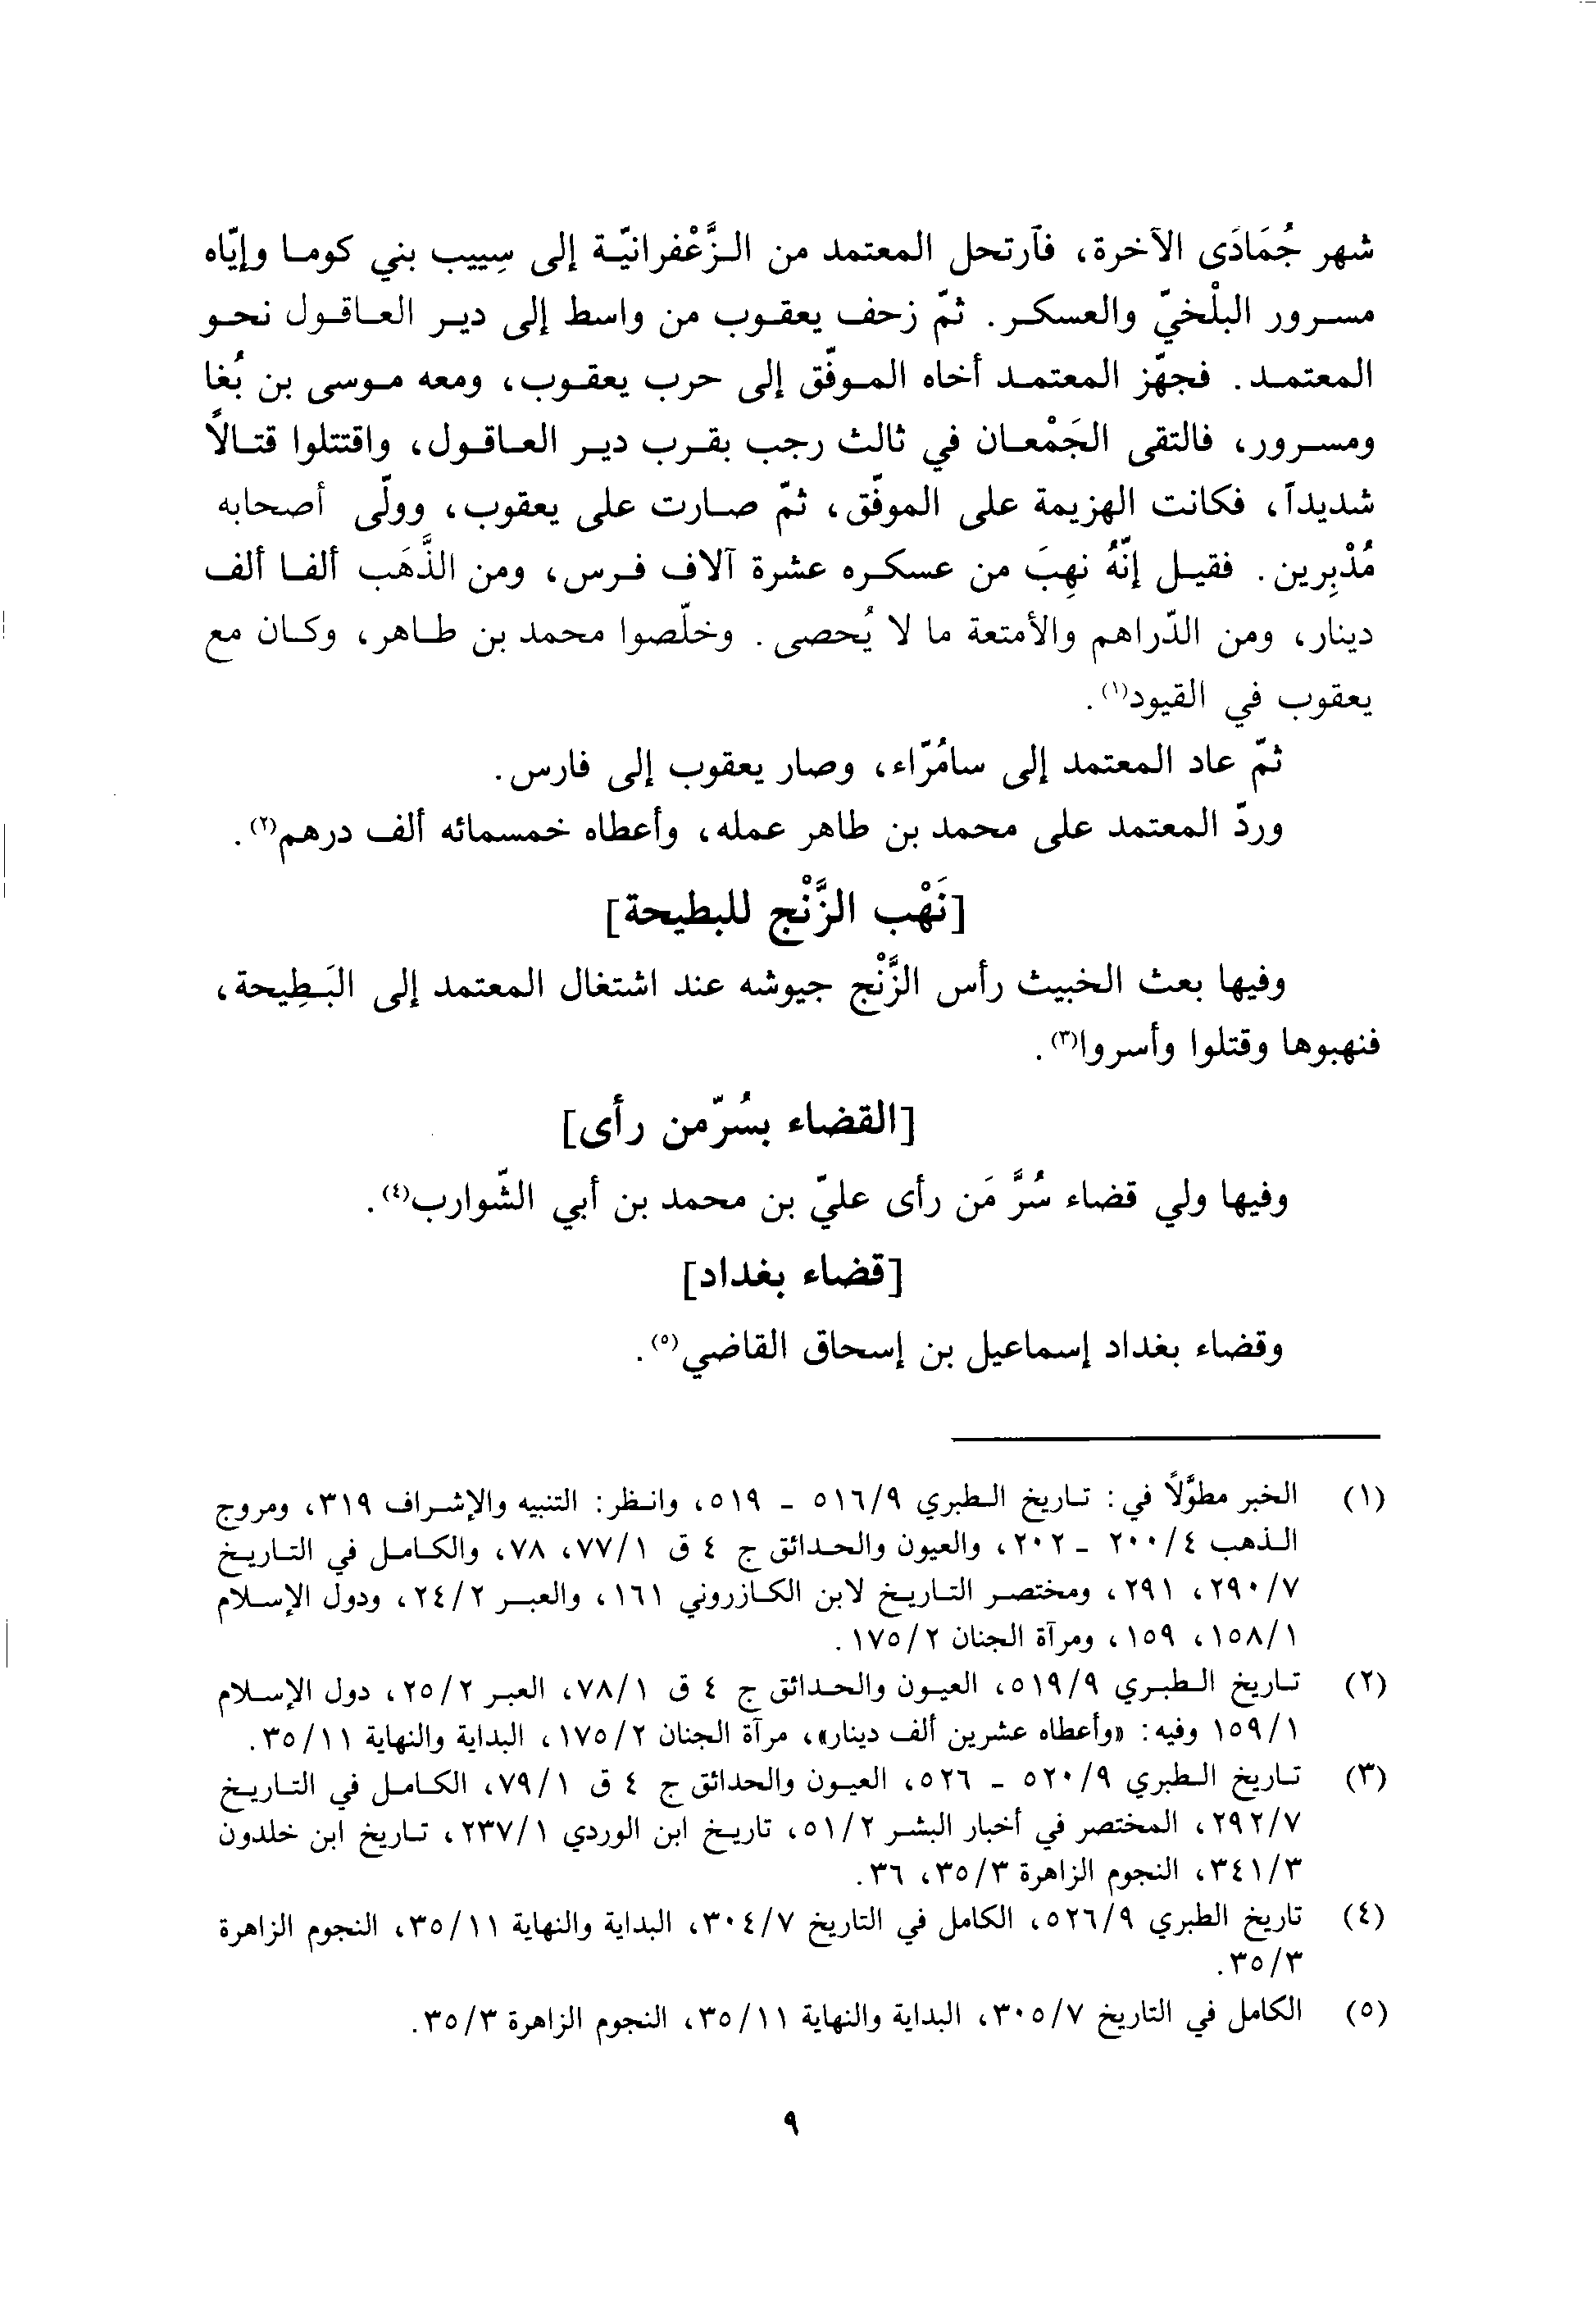 شهر جُمَادَى الآخرة، فآرتحل المعتمد من الزَّعْفرانيّة إلى سِييب بني كوما وإيّاه
مسرور البلْخيّ والعسكر. ثمّ زحف يعقوب من واسط إلى دير العاقول نحو
المعتمد. فجهّز المعتمد أخاه الموفّق إلى حرب يعقوب، ومعه موسى بن بُغا
ومسرور، فالتقى الجَمْعان في ثالث رجب بقرب دير العاقول، واقتتلوا قتالاً
شديداً، فكانت الهزيمة على الموفّق، ثمّ صارت على يعقوب، وولّى أصحابه
مُدْبِرين. فقيل إنّهُ نهِبَ من عسكره عشرة آلاف فرس، ومن الذَّهَب ألفا ألف
دينار، ومن الدّراهم والأمتعة ما لا يُحصى. وخلّصوا محمد بن طاهر، وكان مع
يعقوب في القيود(١).
ثمّ عاد المعتمد إلى سامُرّاء، وصار يعقوب إلى فارس.
وردّ المعتمد على محمد بن طاهر عمله، وأعطاه خمسمائه ألف درهم(٢).
[نَهْب الزَّنْج للبطيحة]
وفيها بعث الخبيث رأس الزَّنْج جيوشه عند اشتغال المعتمد إلى البَطِيحة،
فنهبوها وقتلوا وأسروا(٣).
[القضاء بسُرّمن رأى]
وفيها ولي قضاء سُرَّ مَن رأى عليّ بن محمد بن أبي الشّوارب(٤).
[قضاء بغداد]
وقضاء بغداد إسماعيل بن إسحاق القاضي(٥).
(١) الخبر مطوَّلاً في: تاريخ الطبري ٥١٦/٩ - ٥١٩، وانظر: التنبيه والإشراف ٣١٩، ومروج
الذهب ٢٠٠/٤ - ٢٠٢، والعيون والحدائق ج ٤ ق ٧٧/١، ٧٨، والكامل في التاريخ
٢٩٠/٧، ٢٩١، ومختصر التاريخ لابن الكازروني ١٦١، والعبر ٢٤/٢، ودول الإسلام
١٥٨/١، ١٥٩، ومرآة الجنان ١٧٥/٢.
(٢) تاريخ الطبري ٥١٩/٩، العيون والحدائق ج ٤ ق ٧٨/١، العبر ٢٥/٢، دول الإسلام
١٥٩/١ وفيه: «وأعطاه عشرين ألف دينار»، مرآة الجنان ١٧٥/٢، البداية والنهاية ٣٥/١١.
(٣) تاريخ الطبري ٥٢٠/٩ - ٥٢٦، العيون والحدائق ج ٤ ق ٧٩/١، الكامل في التاريخ
٢٩٢/٧، المختصر في أخبار البشر ٥١/٢، تاريخ ابن الوردي ٢٣٧/١، تاريخ ابن خلدون
٣٤١/٣، النجوم الزاهرة ٣٥/٣، ٣٦.
(٤) تاريخ الطبري ٥٢٦/٩، الكامل في التاريخ ٣٠٤/٧، البداية والنهاية ٣٥/١١، النجوم الزاهرة
٣٥/٣.
(٥) الكامل في التاريخ ٣٠٥/٧، البداية والنهاية ٣٥/١١، النجوم الزاهرة ٣٥/٣.
٩